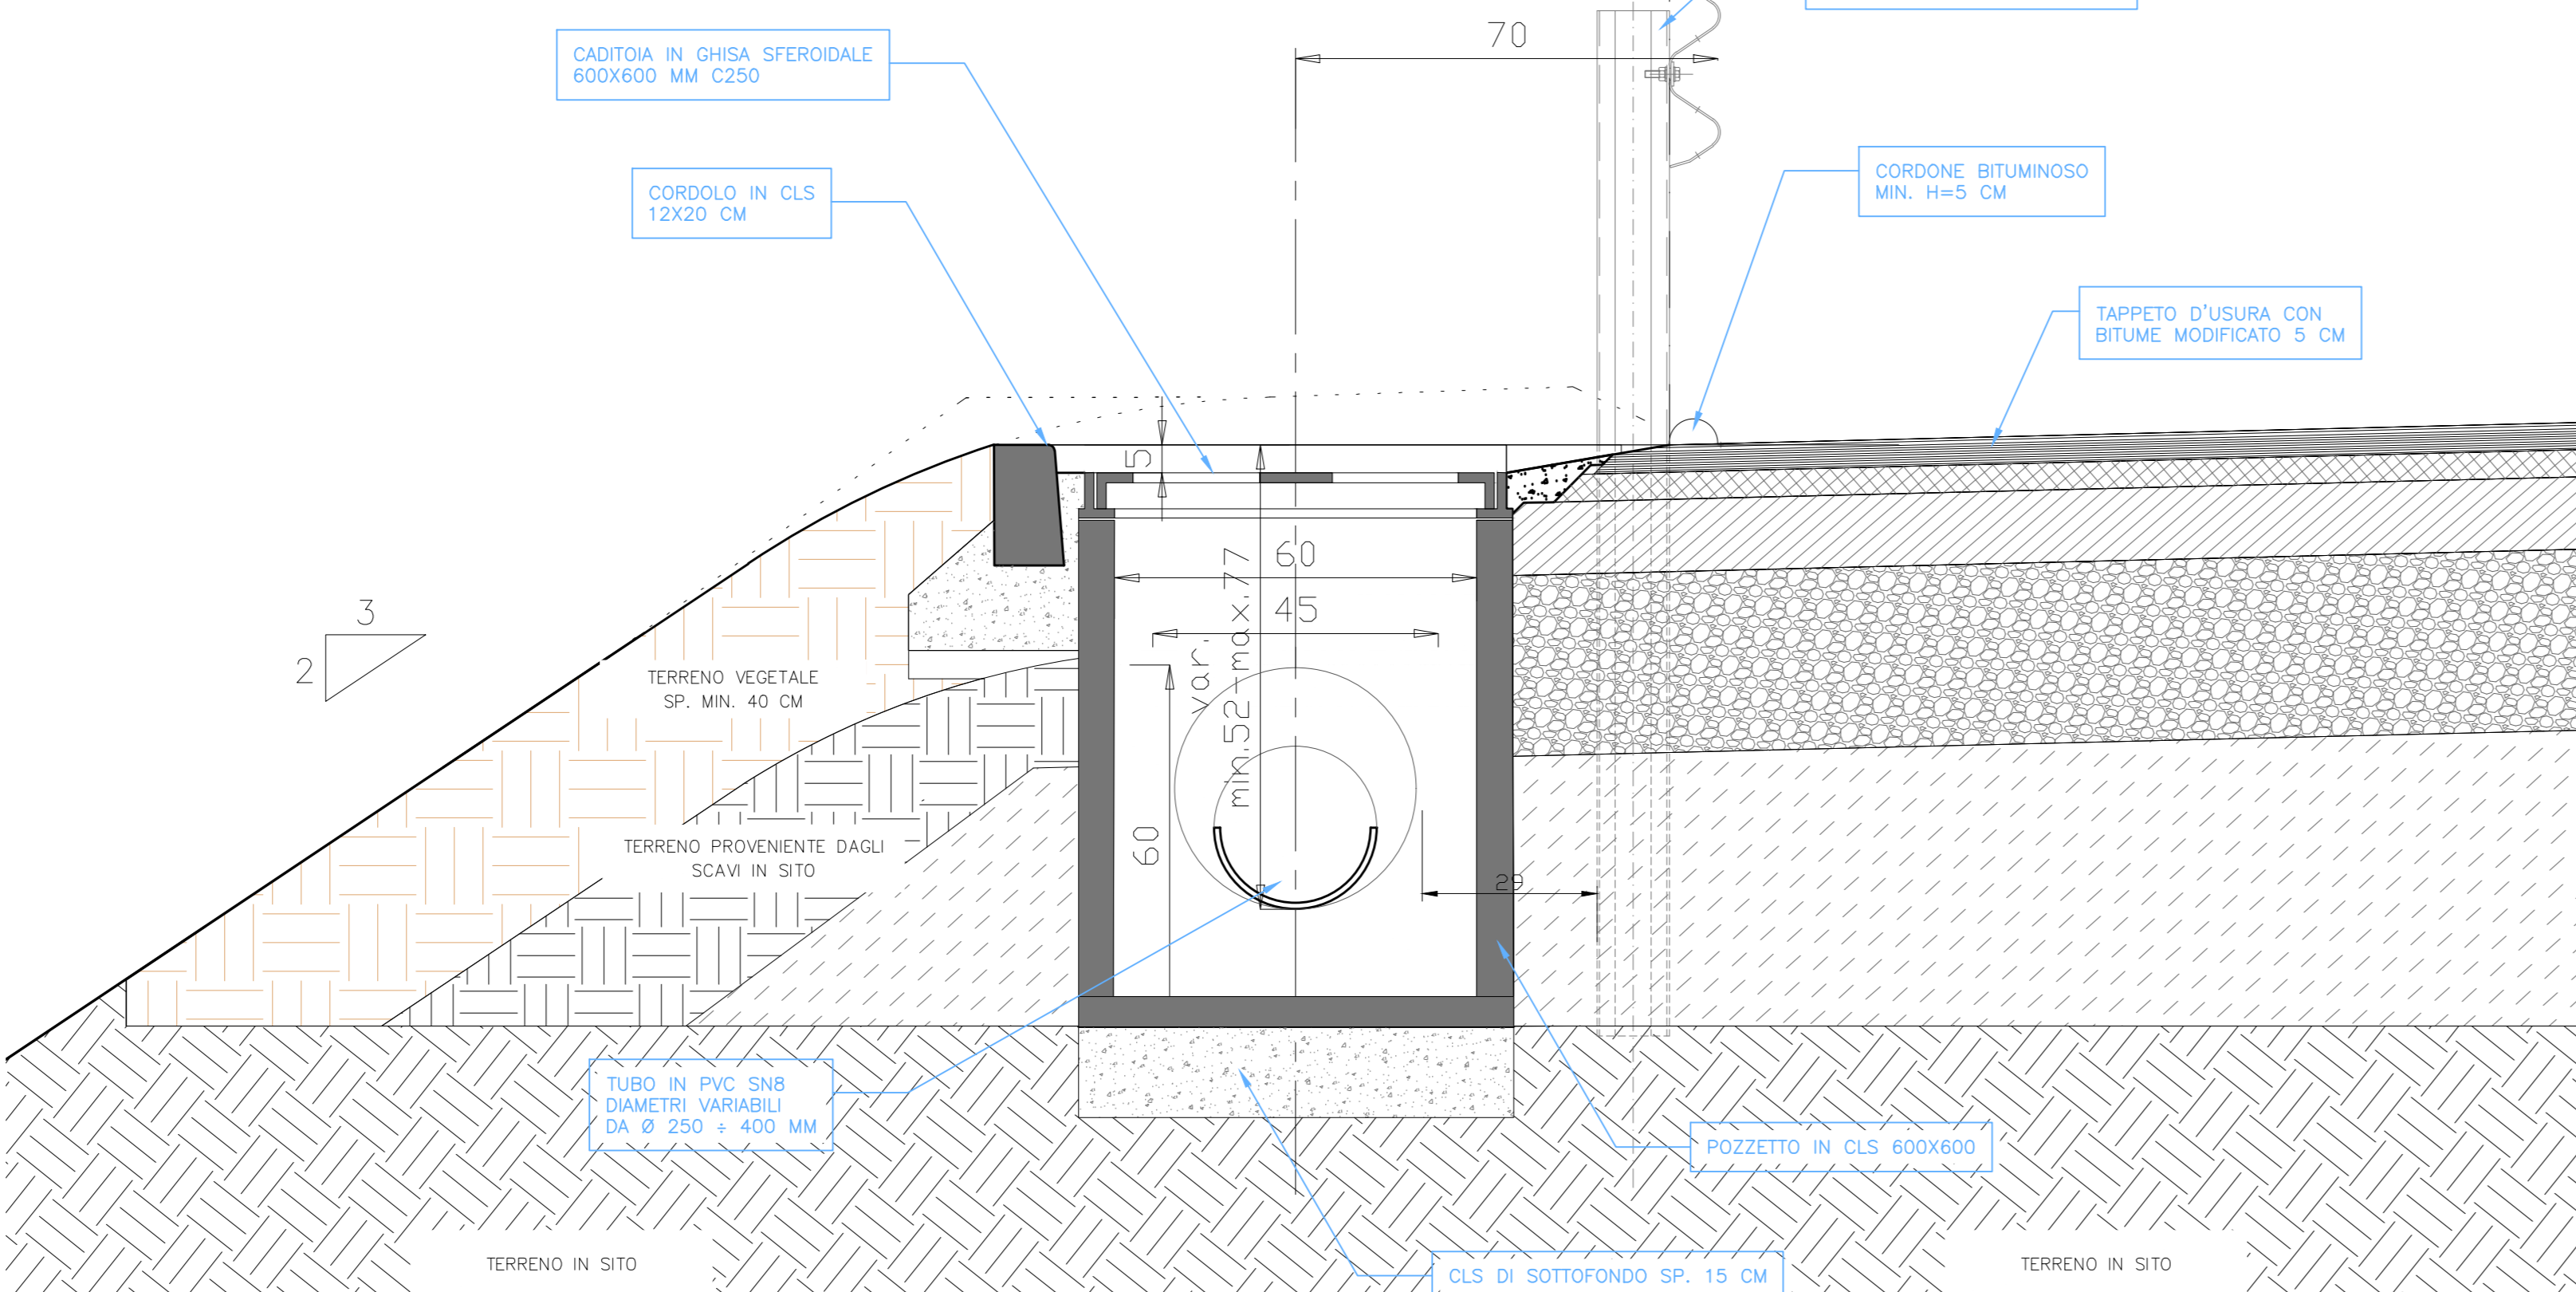 70
CADITOIA IN GHISA SFEROIDALE
600X600 MM C250
CORDOLO IN CLS
12X20 CM
CORDONE BITUMINOSO
MIN. H=5 CM
TAPPETO D'USURA CON
BITUME MODIFICATO 5 CM
5
60
45
var.
min.52-max.77
60
29
3
2
TERRENO VEGETALE
SP. MIN. 40 CM
TERRENO PROVENIENTE DAGLI
SCAVI IN SITO
TUBO IN PVC SN8
DIAMETRI VARIABILI
DA Ø 250 ÷ 400 MM
POZZETTO IN CLS 600X600
TERRENO IN SITO
CLS DI SOTTOFONDO SP. 15 CM
TERRENO IN SITO